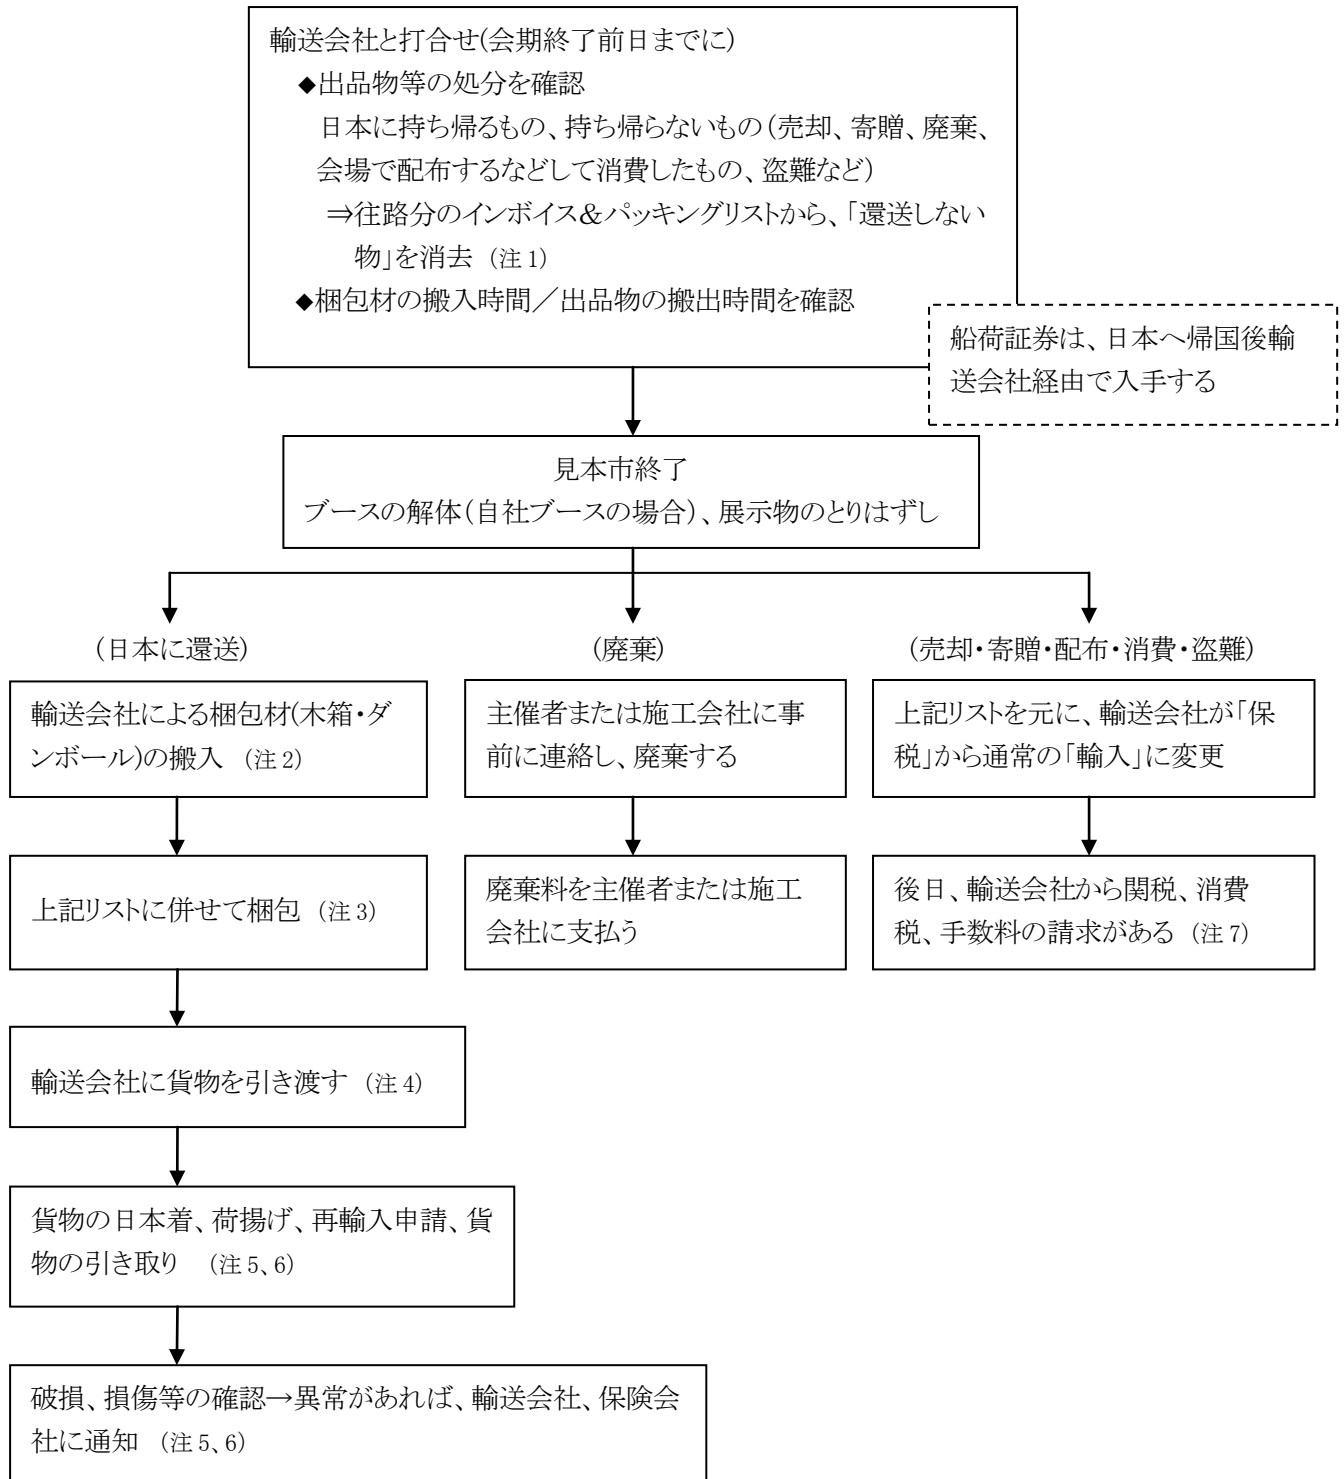 輸送会社と打合せ(会期終了前日までに)
◆出品物等の処分を確認
日本に持ち帰るもの、持ち帰らないもの(売却、寄贈、廃棄、
会場で配布するなどして消費したもの、盗難など)
⇒往路分のインボイス&パッキングリストから、「還送しない
物」を消去 (注1)
◆梱包材の搬入時間/出品物の搬出時間を確認
船荷証券は、日本へ帰国後輸
送会社経由で入手する
見本市終了
ブースの解体(自社ブースの場合)、展示物のとりはずし
(日本に還送)
(廃棄)
(売却・寄贈・配布・消費・盗難)
輸送会社による梱包材(木箱・ダ
ンボール)の搬入 (注2)
主催者または施工会社に事
前に連絡し、廃棄する
上記リストを元に、輸送会社が「保
税」から通常の「輸入」に変更
上記リストに併せて梱包 (注3)
廃棄料を主催者または施工
会社に支払う
後日、輸送会社から関税、消費
税、手数料の請求がある (注7)
輸送会社に貨物を引き渡す (注4)
貨物の日本着、荷揚げ、再輸入申請、貨
物の引き取り (注5、6)
破損、損傷等の確認→異常があれば、輸送会社、保険会
社に通知 (注5、6)